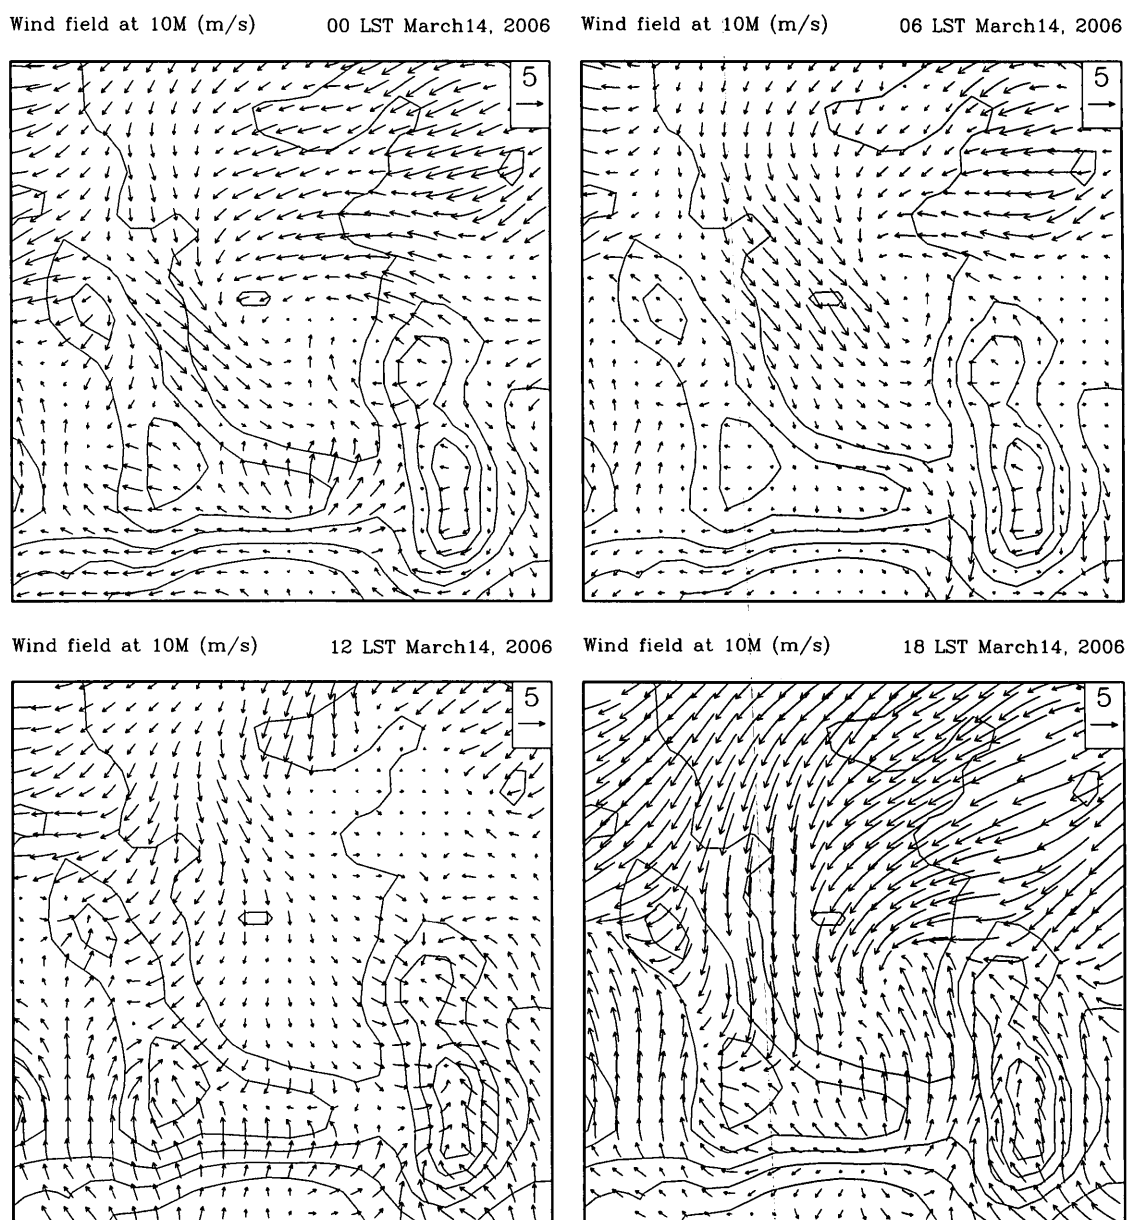 Wind field at 10M (m/s) 00 LST March14, 2006
Wind field at 10M (m/s) 06 LST March14, 2006
5
5
Wind field at 10M (m/s) 12 LST March14, 2006
Wind field at 10M (m/s) 18 LST March14, 2006
5
5